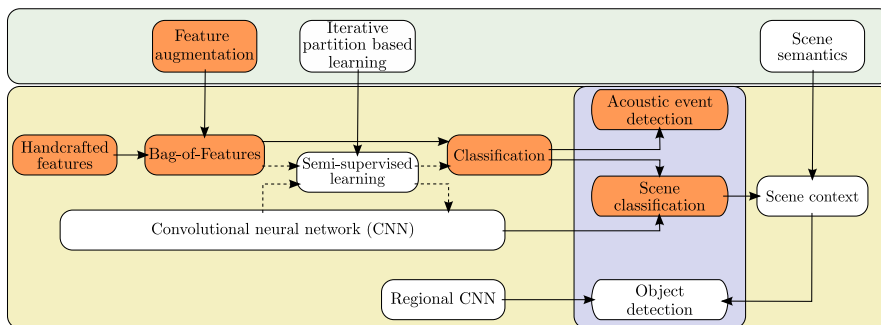 Feature
augmentation
Iterative
partition based
learning
Scene
semantics
Acoustic event
detection
Handcrafted
features
Bag-of-Features
Semi-supervised
learning
Classification
Scene
classification
Scene context
Convolutional neural network (CNN)
Regional CNN
Object
detection